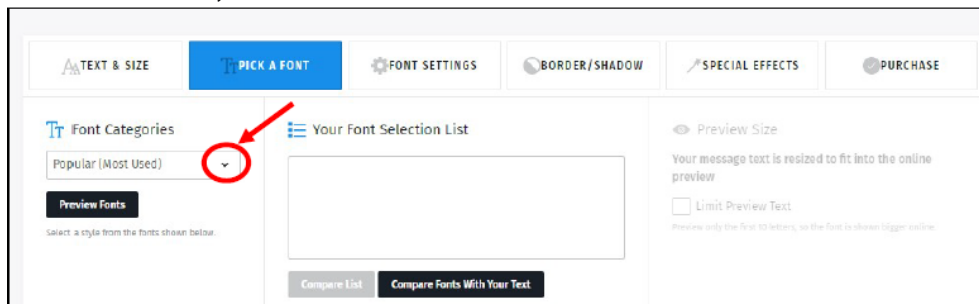 TEXT & SIZE
PICK A FONT
FONT SETTINGS
BORDER/SHADOW
SPECIAL EFFECTS
PURCHASE
Font Categories
Popular (Most Used)
Preview Fonts
Select a style from the fonts shown below.
Your Font Selection List
Compare List
Compare Fonts With Your Text
Preview Size
Your message text is resized to fit into the online
preview
Limit Preview Text
Preview only the first 10 letters, so the font is shown bigger online